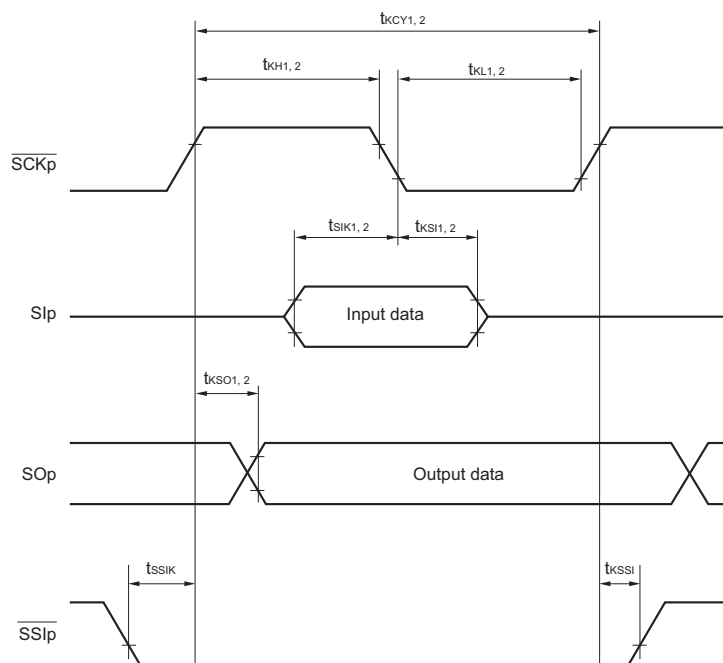 tKCY1, 2
tKH1, 2
tKL1, 2
SCKp
tSIK1, 2
tKSI1, 2
SIp
Input data
tKSO1, 2
SOp
Output data
tSSIK
tKSSI
SSIp